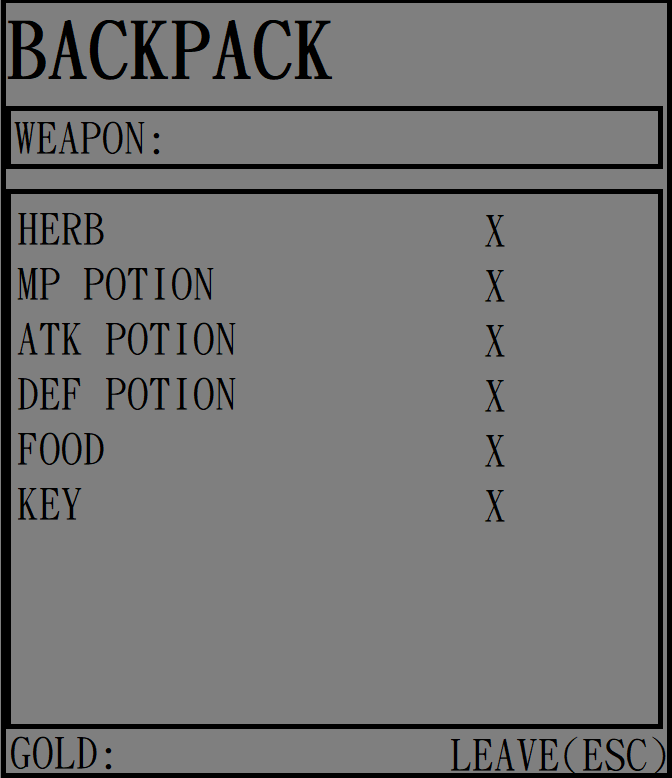 BACKPACK
WEAPON:
HERB X
MP POTION X
ATK POTION X
DEF POTION X
FOOD X
KEY X
GOLD: LEAVE(ESC)